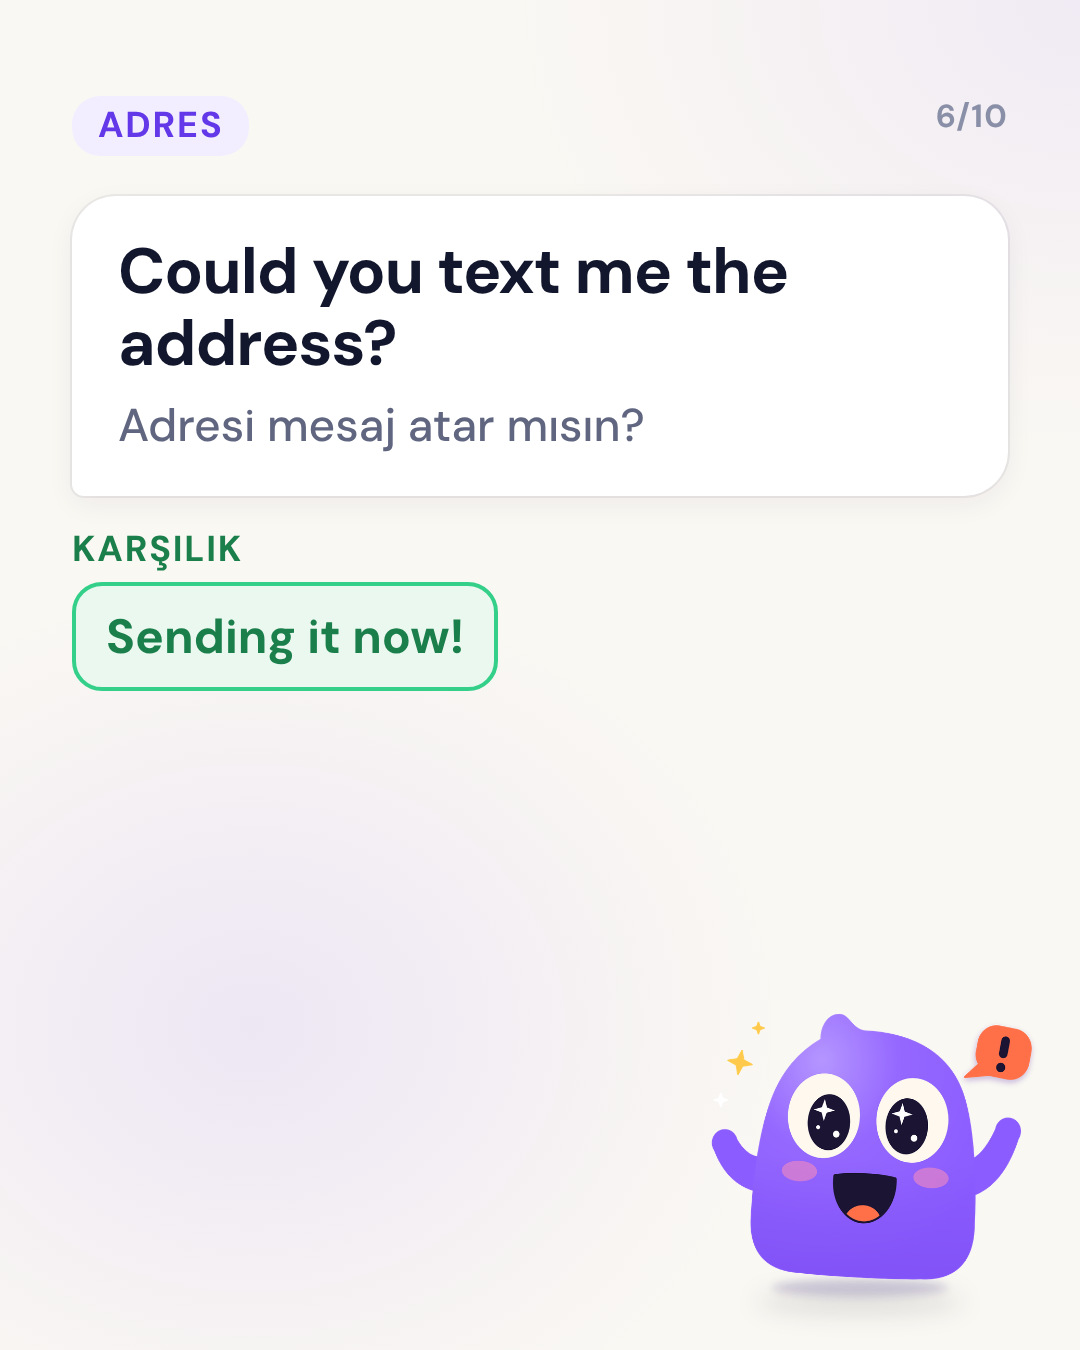 ADRES
6/10
Could you text me the
address?
Adresi mesaj atar mısın?
KARŞILIK
Sending it now!
!